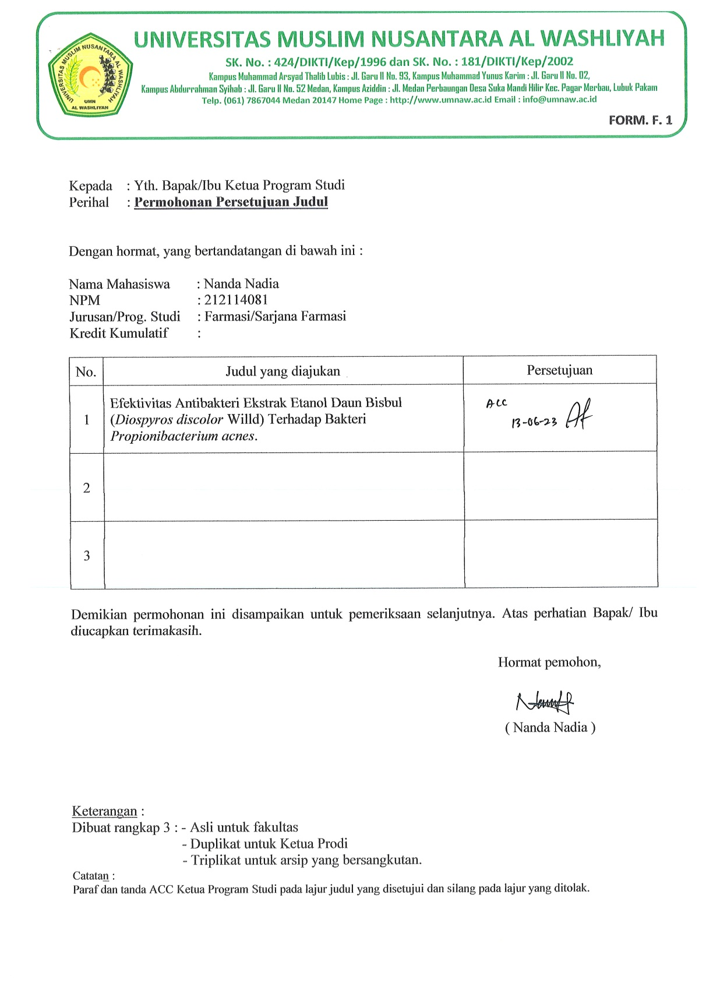 UNIVERSITAS MUSLIM NUSANTARA AL WASHLIYAH
UMN
AL WASHLIYAH
UNIVERSITAS MUSLIM NUSANTARA AL WASHLIYAH
SK. No. : 424/DIKTI/Kep/1996 dan SK. No. : 181/DIKTI/Kep/2002
Kampus Muhammad Arsyad Thalib Lubis : Jl. Garu II No. 93, Kampus Muhammad Yunus Karim : Jl. Garu II No. 02,
Kampus Abdurrahman Syihab : Jl. Garu II No. 52 Medan, Kampus Aziddin : Jl. Medan Perbaungan Desa Suka Mandi Hilir Kec. Pagar Merbau, Lubuk Pakam
Telp. (061) 7867044 Medan 20147 Home Page : http://www.umnaw.ac.id Email : info@umnaw.ac.id
FORM. F. 1
Kepada : Yth. Bapak/Ibu Ketua Program Studi
Perihal : Permohonan Persetujuan Judul
Dengan hormat, yang bertandatangan di bawah ini :
Nama Mahasiswa : Nanda Nadia
NPM : 212114081
Jurusan/Prog. Studi : Farmasi/Sarjana Farmasi
Kredit Kumulatif :
No. Judul yang diajukan Persetujuan
1 Efektivitas Antibakteri Ekstrak Etanol Daun Bisbul
(Diospyros discolor Willd) Terhadap Bakteri
Propionibacterium acnes.
ACC
13-06-23
2
3
Demikian permohonan ini disampaikan untuk pemeriksaan selanjutnya. Atas perhatian Bapak/ Ibu
diucapkan terimakasih.
Hormat pemohon,
( Nanda Nadia )
Keterangan :
Dibuat rangkap 3 : - Asli untuk fakultas
- Duplikat untuk Ketua Prodi
- Triplikat untuk arsip yang bersangkutan.
Catatan :
Paraf dan tanda ACC Ketua Program Studi pada lajur judul yang disetujui dan silang pada lajur yang ditolak.